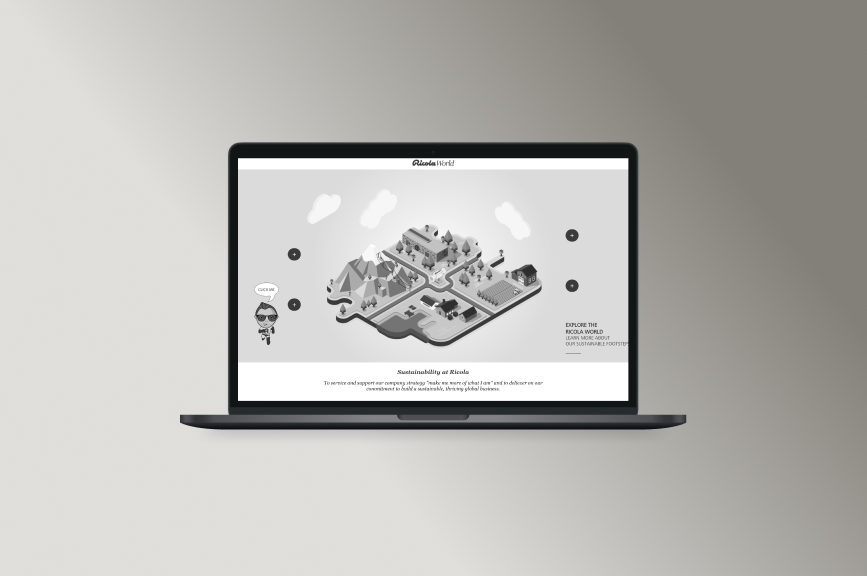 Ricola World
CLICK ME
EXPLORE THE
RICOLA WORLD
LEARN MORE ABOUT
OUR SUSTAINABLE FOOTSTEP
Sustainability at Ricola
To service and support our company strategy "make me more of what I am" and to deliver on our
commitment to build a sustainable, thriving global business.